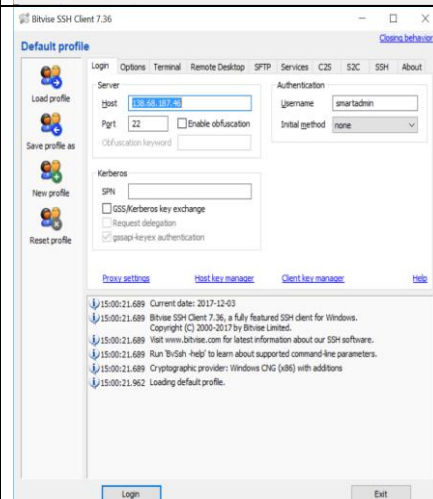 Bitvise SSH Client 7.36
Default profile
Closing behavior
Load profile
Save profile as
New profile
Reset profile
Login Options Terminal Remote Desktop SFTP Services C2S S2C SSH About
Server
Host 138.68.187.46
Port 22 Enable obfuscation
Obfuscation keyword
Authentication
Username smartadmin
Initial method none
Kerberos
SPN
GSS/Kerberos key exchange
Request delegation
gssapi-keyex authentication
Proxy settings Host key manager Client key manager Help
15:00:21.689 Current date: 2017-12-03
15:00:21.689 Bitvise SSH Client 7.36, a fully featured SSH client for Windows.
Copyright (C) 2000-2017 by Bitvise Limited.
15:00:21.689 Visit www.bitvise.com for latest information about our SSH software.
15:00:21.689 Run 'BvSsh -help' to learn about supported command-line parameters.
15:00:21.689 Cryptographic provider: Windows CNG (x86) with additions
15:00:21.962 Loading default profile.
Login Exit